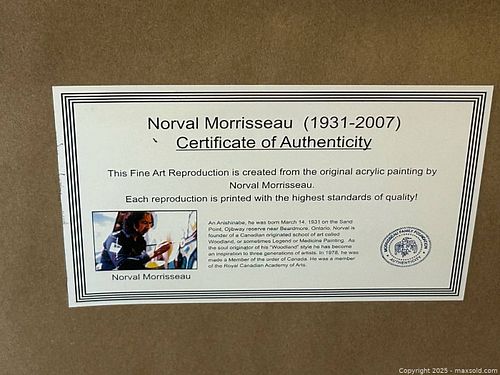 Norval Morrisseau (1931-2007)
Certificate of Authenticity
This Fine Art Reproduction is created from the original acrylic painting by
Norval Morrisseau.
Each reproduction is printed with the highest standards of quality!
An Anishinabe, he was born March 14, 1931 on the Sand
Point, Ojibway reserve near Beardmore, Ontario. Norval is
founder of a Canadian originated school of art called
Woodland, or sometimes Legend or Medicine Painting. As
the soul originator of his "Woodland" style he has become
an inspiration to three generations of artists. In 1978, he was
made a Member of the order of Canada. He was a member
of the Royal Canadian Academy of Arts.
Norval Morrisseau
MORRISSEAU FAMILY FOUNDATION
AUTHENTICITY
Copyright 2025 - maxsold.com